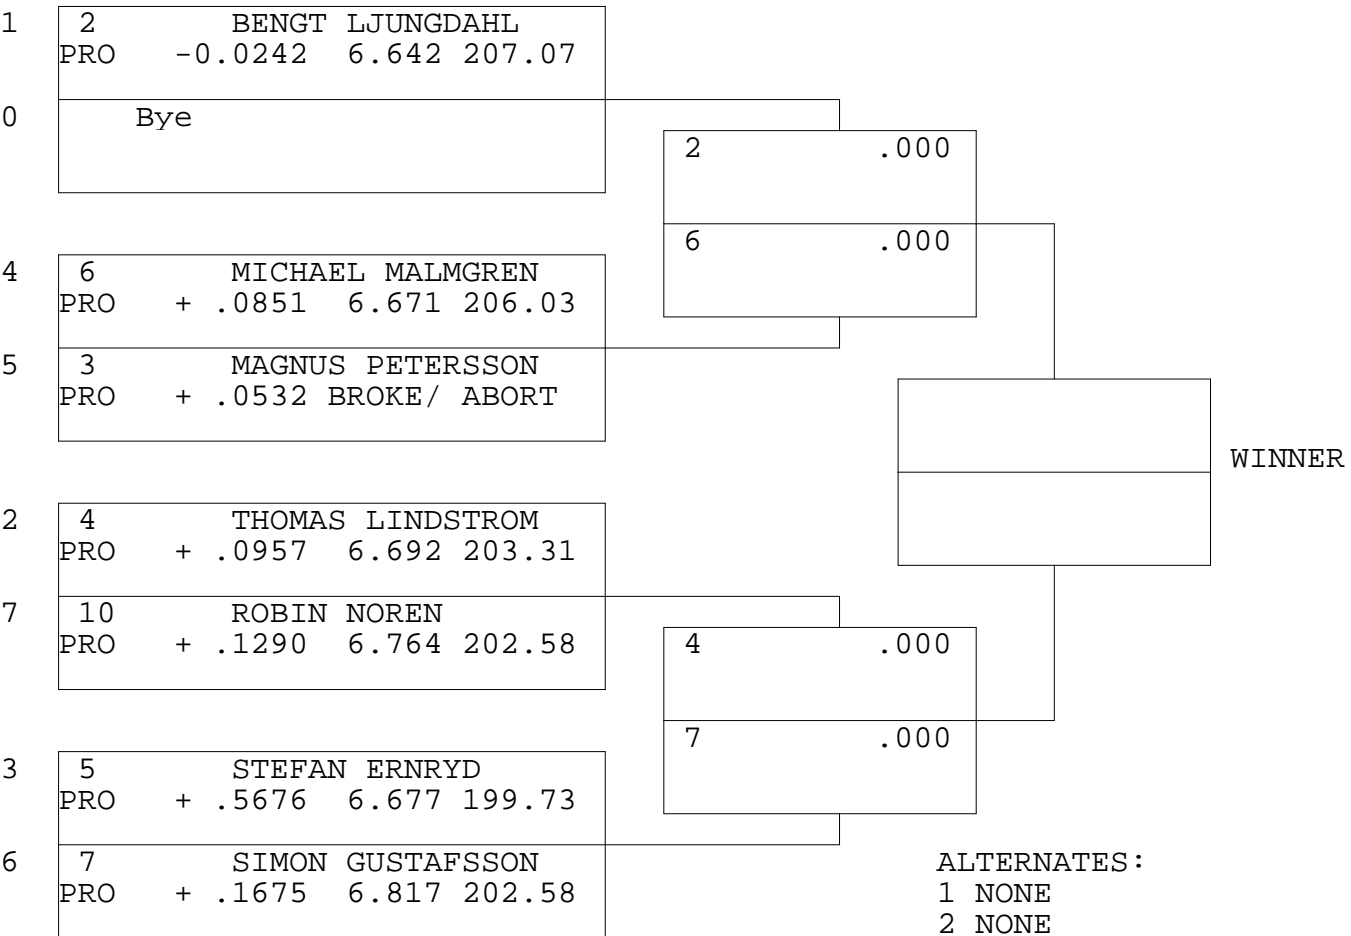 1 2 BENGT LJUNGDAHL
PRO -0.0242 6.642 207.07
0 Bye
2 .000
6 .000
4 6 MICHAEL MALMGREN
PRO + .0851 6.671 206.03
5 3 MAGNUS PETERSSON
PRO + .0532 BROKE/ ABORT
WINNER
2 4 THOMAS LINDSTROM
PRO + .0957 6.692 203.31
7 10 ROBIN NOREN
PRO + .1290 6.764 202.58
4 .000
7 .000
3 5 STEFAN ERNRYD
PRO + .5676 6.677 199.73
6 7 SIMON GUSTAFSSON
PRO + .1675 6.817 202.58
ALTERNATES:
1 NONE
2 NONE